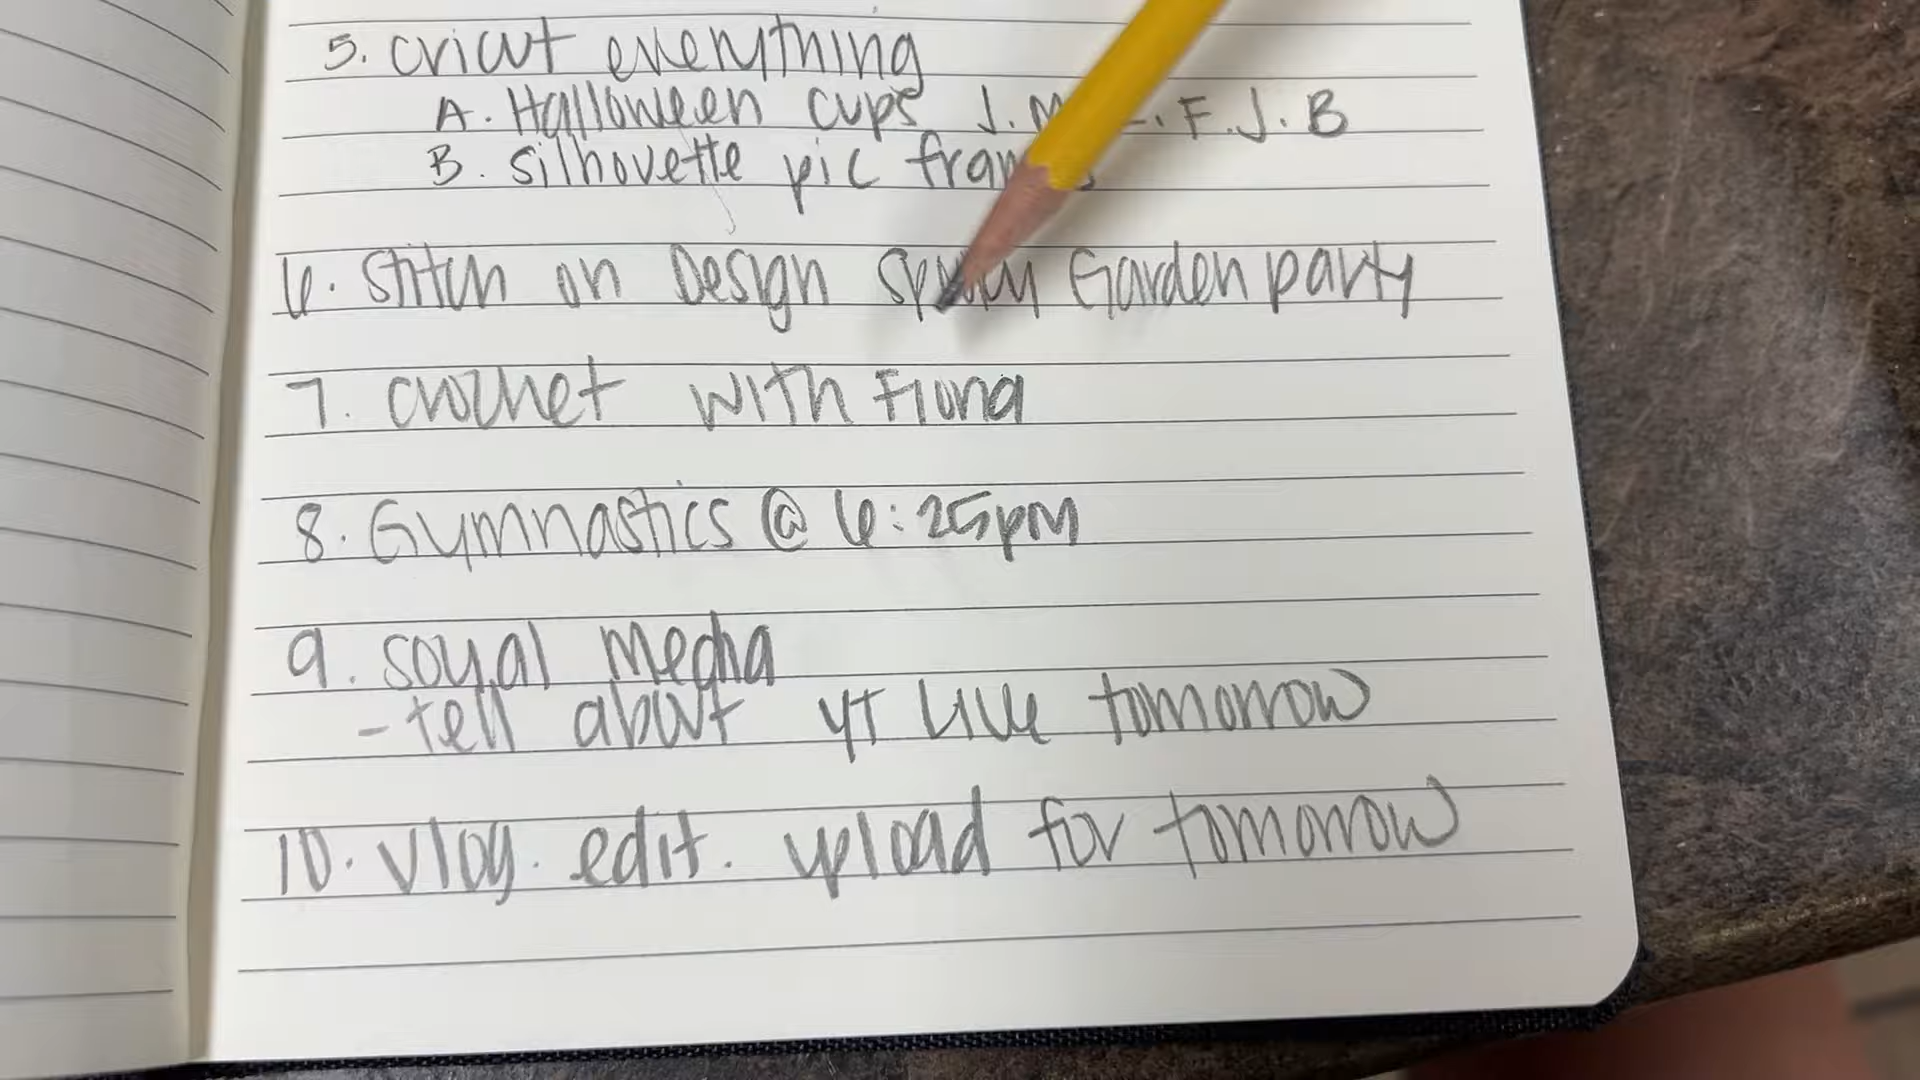 5. cricut everything
A. Halloween cups J. F. J. B
B. silhouette pic
6. Stitch on Design Garden party
7. crochet with Fiona
8. Gymnastics @ 6:25pm
9. social media
- tell about YT Live tomorrow
10. vlog. edit. upload for tomorrow